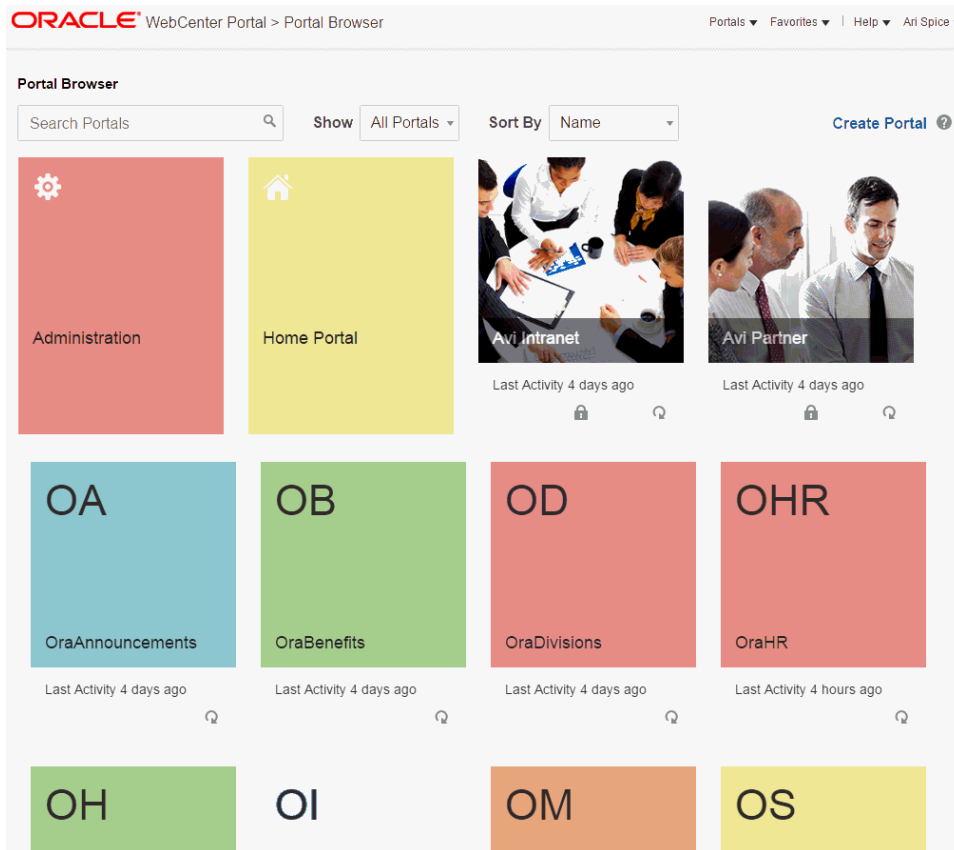 ORACLE® WebCenter Portal > Portal Browser Portals Favorites Help Ari Spice
Portal Browser
Search Portals Show All Portals Sort By Name Create Portal ?
Administration Home Portal Avi Intranet Avi Partner
Last Activity 4 days ago Last Activity 4 days ago
OA OB OD OHR
OraAnnouncements OraBenefits OraDivisions OraHR
Last Activity 4 days ago Last Activity 4 days ago Last Activity 4 days ago Last Activity 4 hours ago
OH OI OM OS